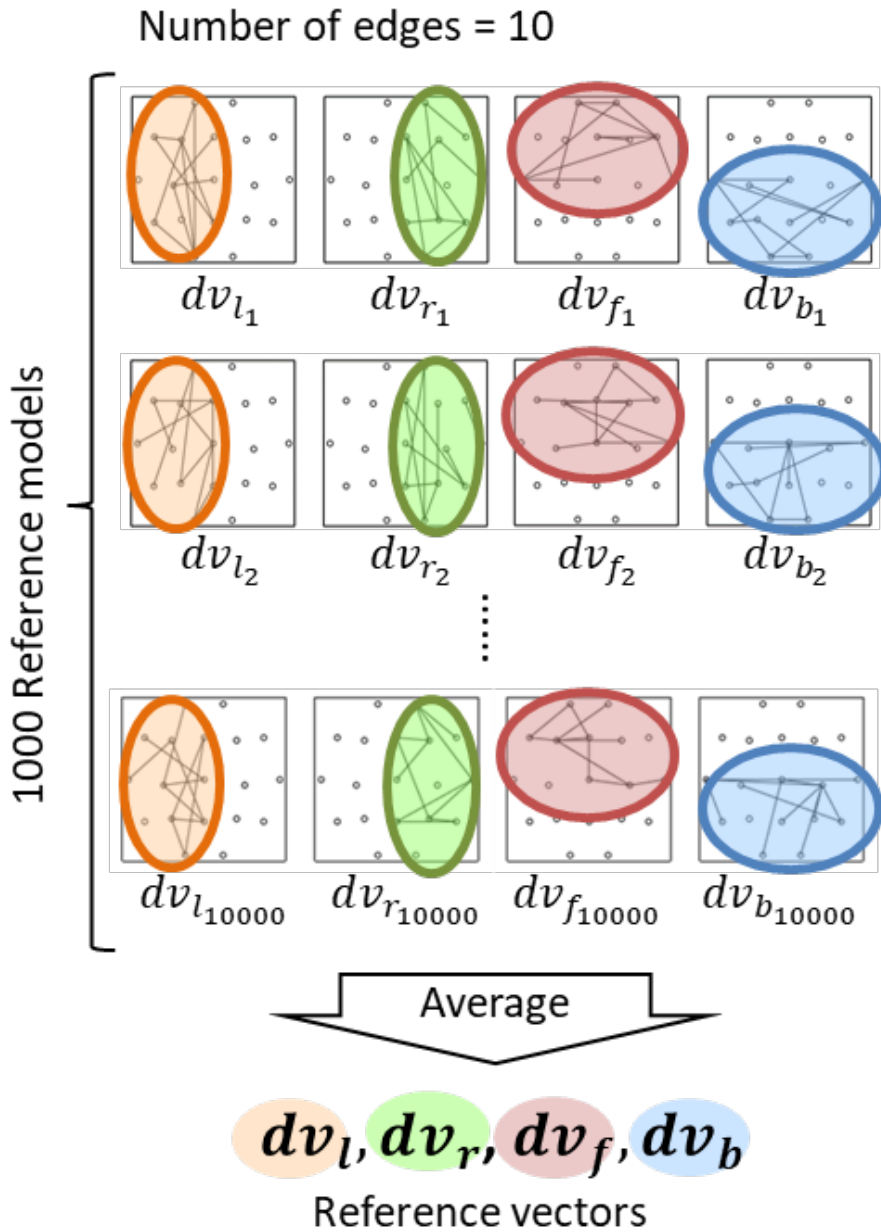 Number of edges = 10
1000 Reference models
dv_{l_1} dv_{r_1} dv_{f_1} dv_{b_1}
dv_{l_2} dv_{r_2} dv_{f_2} dv_{b_2}
dv_{l_{10000}} dv_{r_{10000}} dv_{f_{10000}} dv_{b_{10000}}
Average
dv_l, dv_r, dv_f, dv_b
Reference vectors